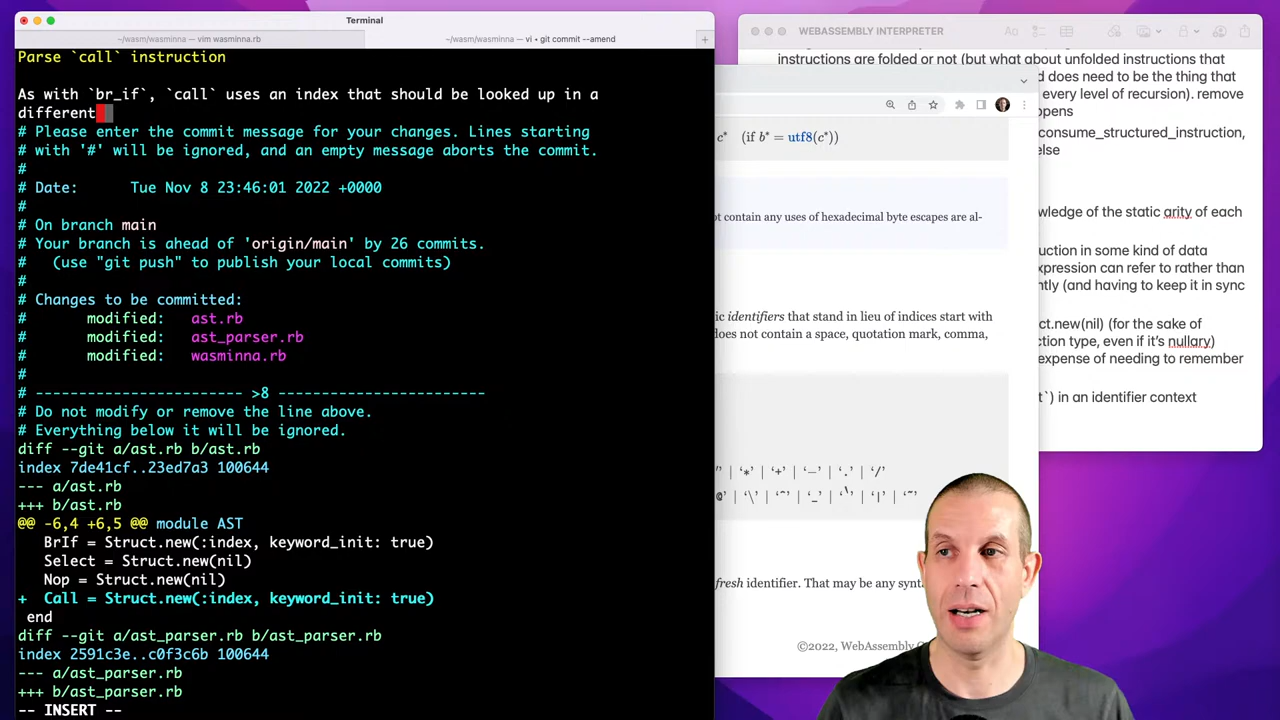 Terminal
~/wasm/wasminna — vim wasminna.rb
~/wasm/wasminna — vi • git commit --amend
+
Parse `call` instruction
As with `br_if`, `call` uses an index that should be looked up in a
different
# Please enter the commit message for your changes. Lines starting
# with '#' will be ignored, and an empty message aborts the commit.
#
# Date:      Tue Nov 8 23:46:01 2022 +0000
#
# On branch main
# Your branch is ahead of 'origin/main' by 26 commits.
#   (use "git push" to publish your local commits)
#
# Changes to be committed:
#       modified:   ast.rb
#       modified:   ast_parser.rb
#       modified:   wasminna.rb
#
# ------------------------ >8 ------------------------
# Do not modify or remove the line above.
# Everything below it will be ignored.
diff --git a/ast.rb b/ast.rb
index 7de41cf..23ed7a3 100644
--- a/ast.rb
+++ b/ast.rb
@@ -6,4 +6,5 @@ module AST
   BrIf = Struct.new(:index, keyword_init: true)
   Select = Struct.new(nil)
   Nop = Struct.new(nil)
+  Call = Struct.new(:index, keyword_init: true)
 end
diff --git a/ast_parser.rb b/ast_parser.rb
index 2591c3e..c0f3c6b 100644
--- a/ast_parser.rb
+++ b/ast_parser.rb
-- INSERT --
WEBASSEMBLY INTERPRETER
instructions are folded or not (but what about unfolded instructions that
d does need to be the thing that
every level of recursion). remove
opens
consume_structured_instruction,
else
wledge of the static arity of each
ruction in some kind of data
xpression can refer to rather than
ntly (and having to keep it in sync
ct.new(nil) (for the sake of
ction type, even if it's nullary)
expense of needing to remember
t`) in an identifier context
c* (if b* = utf8(c*))
ot contain any uses of hexadecimal byte escapes are al-
ic identifiers that stand in lieu of indices start with
does not contain a space, quotation mark, comma,
’ | ‘*’ | ‘+’ | ‘−’ | ‘.’ | ‘/’
@’ | ‘\’ | ‘^’ | ‘_’ | ‘`’ | ‘|’ | ‘~’
fresh identifier. That may be any synta
©2022, WebAssembly